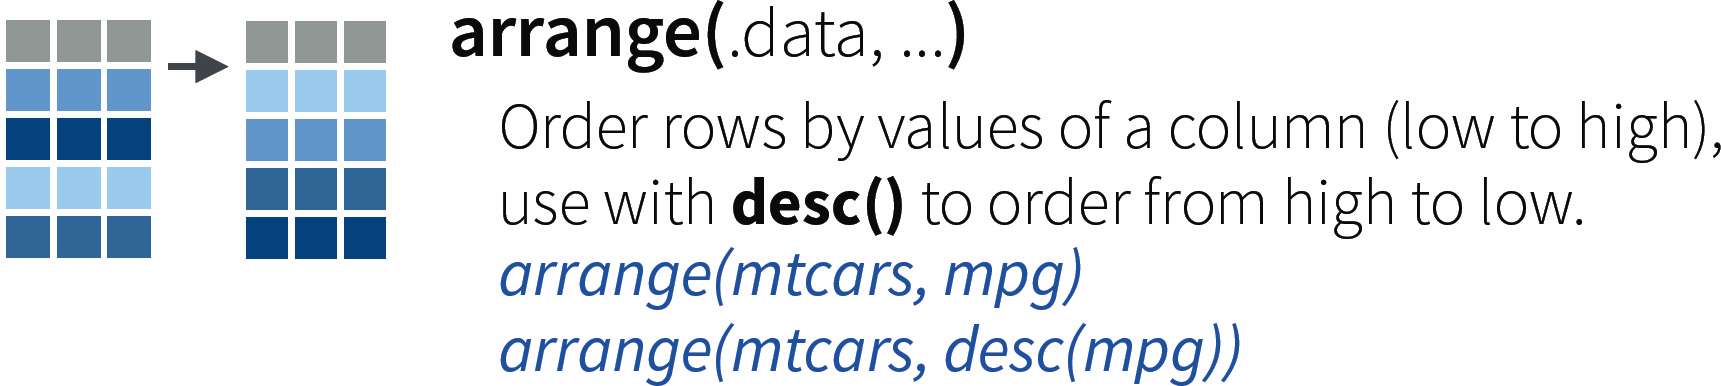 arrange(.data, ...)
Order rows by values of a column (low to high),
use with desc() to order from high to low.
arrange(mtcars, mpg)
arrange(mtcars, desc(mpg))